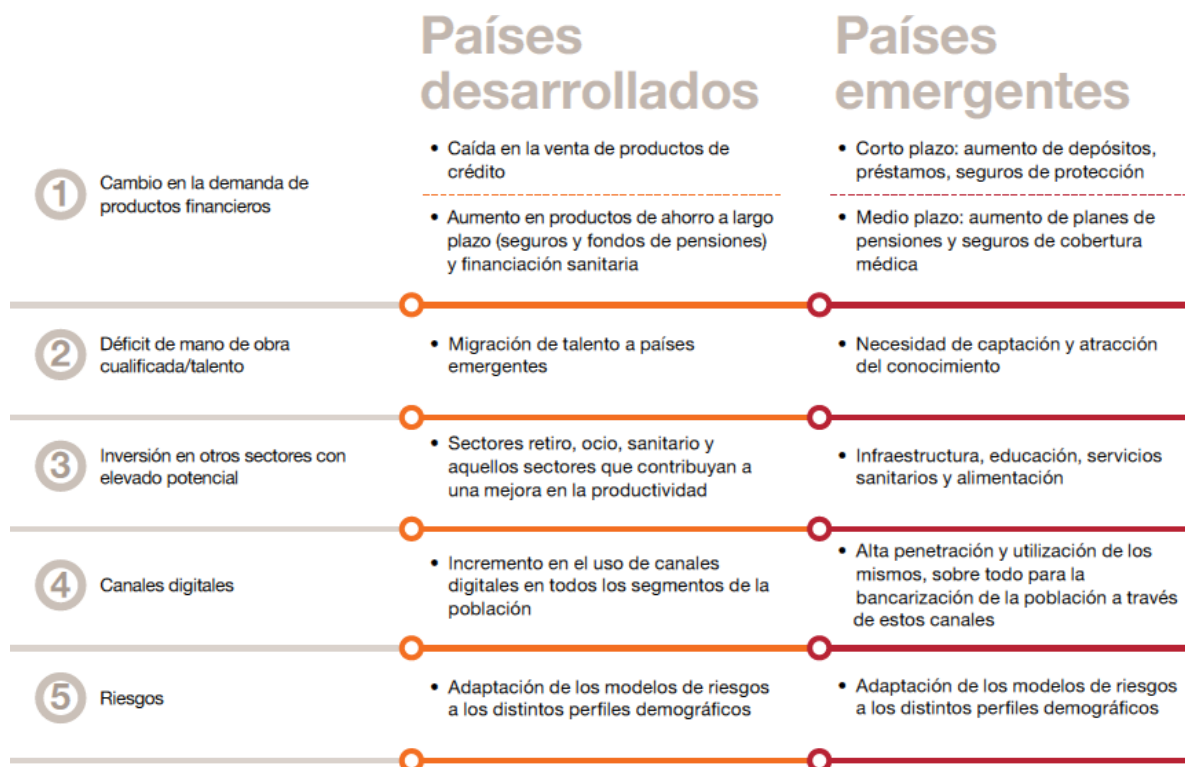 Países
desarrollados
Países
emergentes
1
Cambio en la demanda de
productos financieros
• Caída en la venta de productos de
crédito
• Aumento en productos de ahorro a largo
plazo (seguros y fondos de pensiones)
y financiación sanitaria
• Corto plazo: aumento de depósitos,
préstamos, seguros de protección
• Medio plazo: aumento de planes de
pensiones y seguros de cobertura
médica
2
Déficit de mano de obra
cualificada/talento
• Migración de talento a países
emergentes
• Necesidad de captación y atracción
del conocimiento
3
Inversión en otros sectores con
elevado potencial
• Sectores retiro, ocio, sanitario y
aquellos sectores que contribuyan a
una mejora en la productividad
• Infraestructura, educación, servicios
sanitarios y alimentación
4
Canales digitales
• Incremento en el uso de canales
digitales en todos los segmentos de la
población
• Alta penetración y utilización de los
mismos, sobre todo para la
bancarización de la población a través
de estos canales
5
Riesgos
• Adaptación de los modelos de riesgos
a los distintos perfiles demográficos
• Adaptación de los modelos de riesgos
a los distintos perfiles demográficos